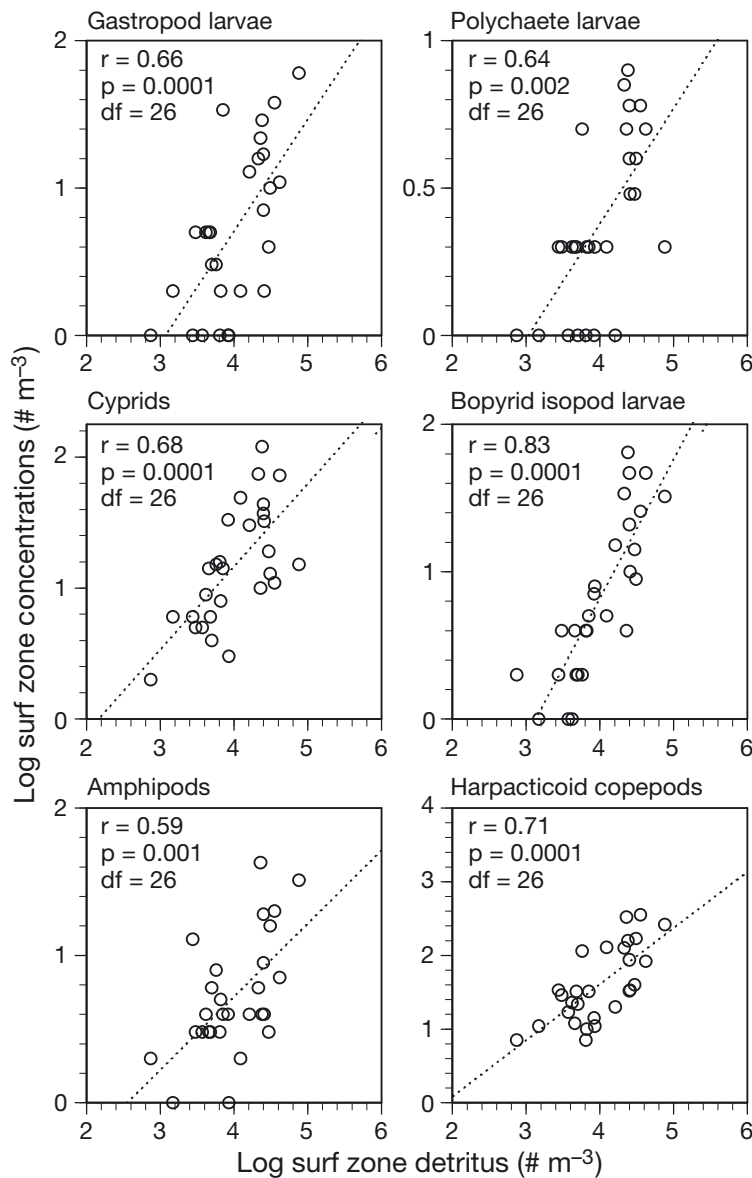 Gastropod larvae
2
r = 0.66
p = 0.0001
df = 26
1
0
2 3 4 5 6
Polychaete larvae
1
r = 0.64
p = 0.002
df = 26
0.5
0
2 3 4 5 6
Cyprids
2
r = 0.68
p = 0.0001
df = 26
1
0
2 3 4 5 6
Bopyrid isopod larvae
2
r = 0.83
p = 0.0001
df = 26
1
0
2 3 4 5 6
Amphipods
2
r = 0.59
p = 0.001
df = 26
1
0
2 3 4 5 6
Harpacticoid copepods
4
r = 0.71
p = 0.0001
df = 26
3
2
1
0
2 3 4 5 6
Log surf zone concentrations (# m⁻³)
Log surf zone detritus (# m⁻³)